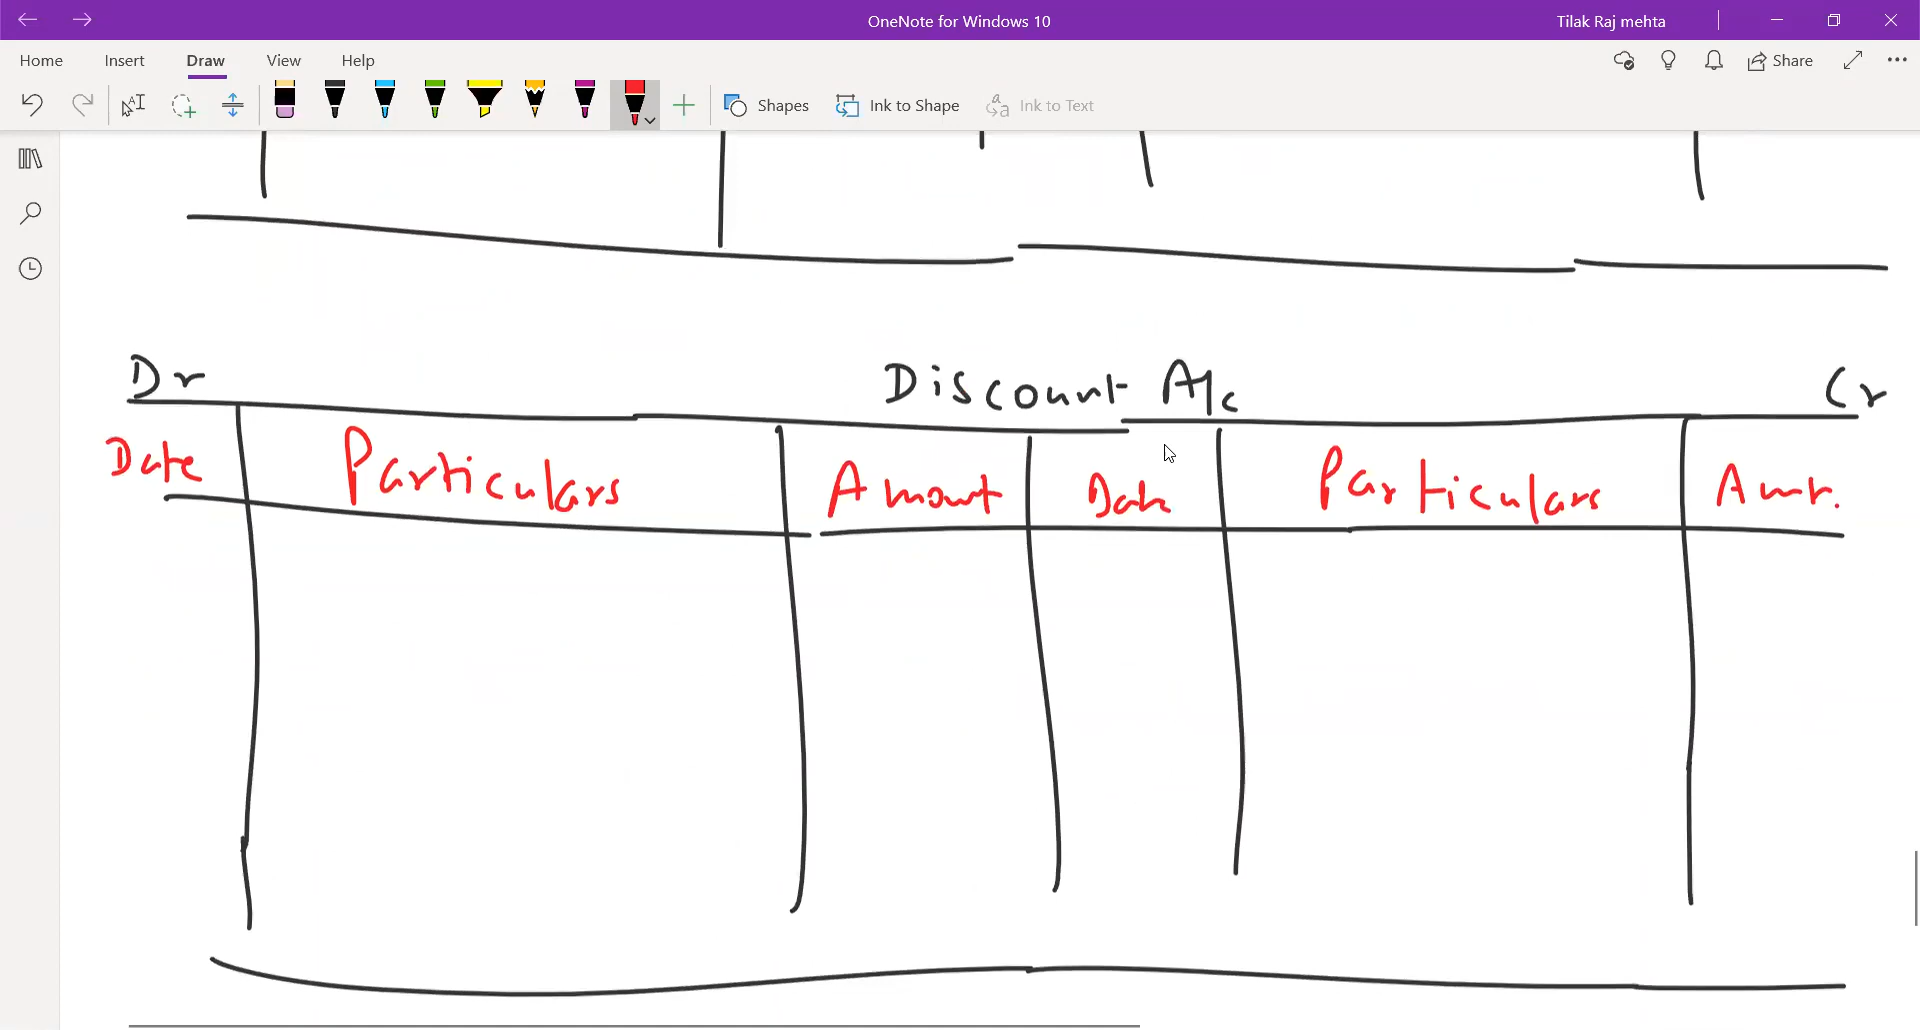 OneNote for Windows 10
Tilak Raj mehta
Home Insert Draw View Help
Share
Shapes Ink to Shape Ink to Text
Dr Discount A/c Cr
Date Particulars Amount Date Particulars Amt.